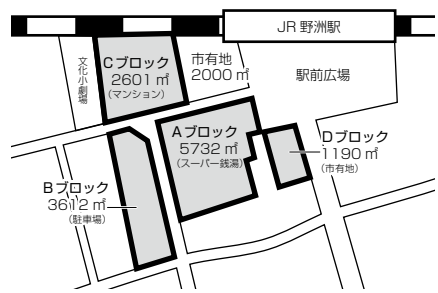 JR 野洲駅
文化小劇場
Cブロック
2601 ㎡
(マンション)
市有地
2000 ㎡
駅前広場
Aブロック
5732 ㎡
(スーパー銭湯)
Dブロック
1190 ㎡
(市有地)
Bブロック
3612 ㎡
(駐車場)